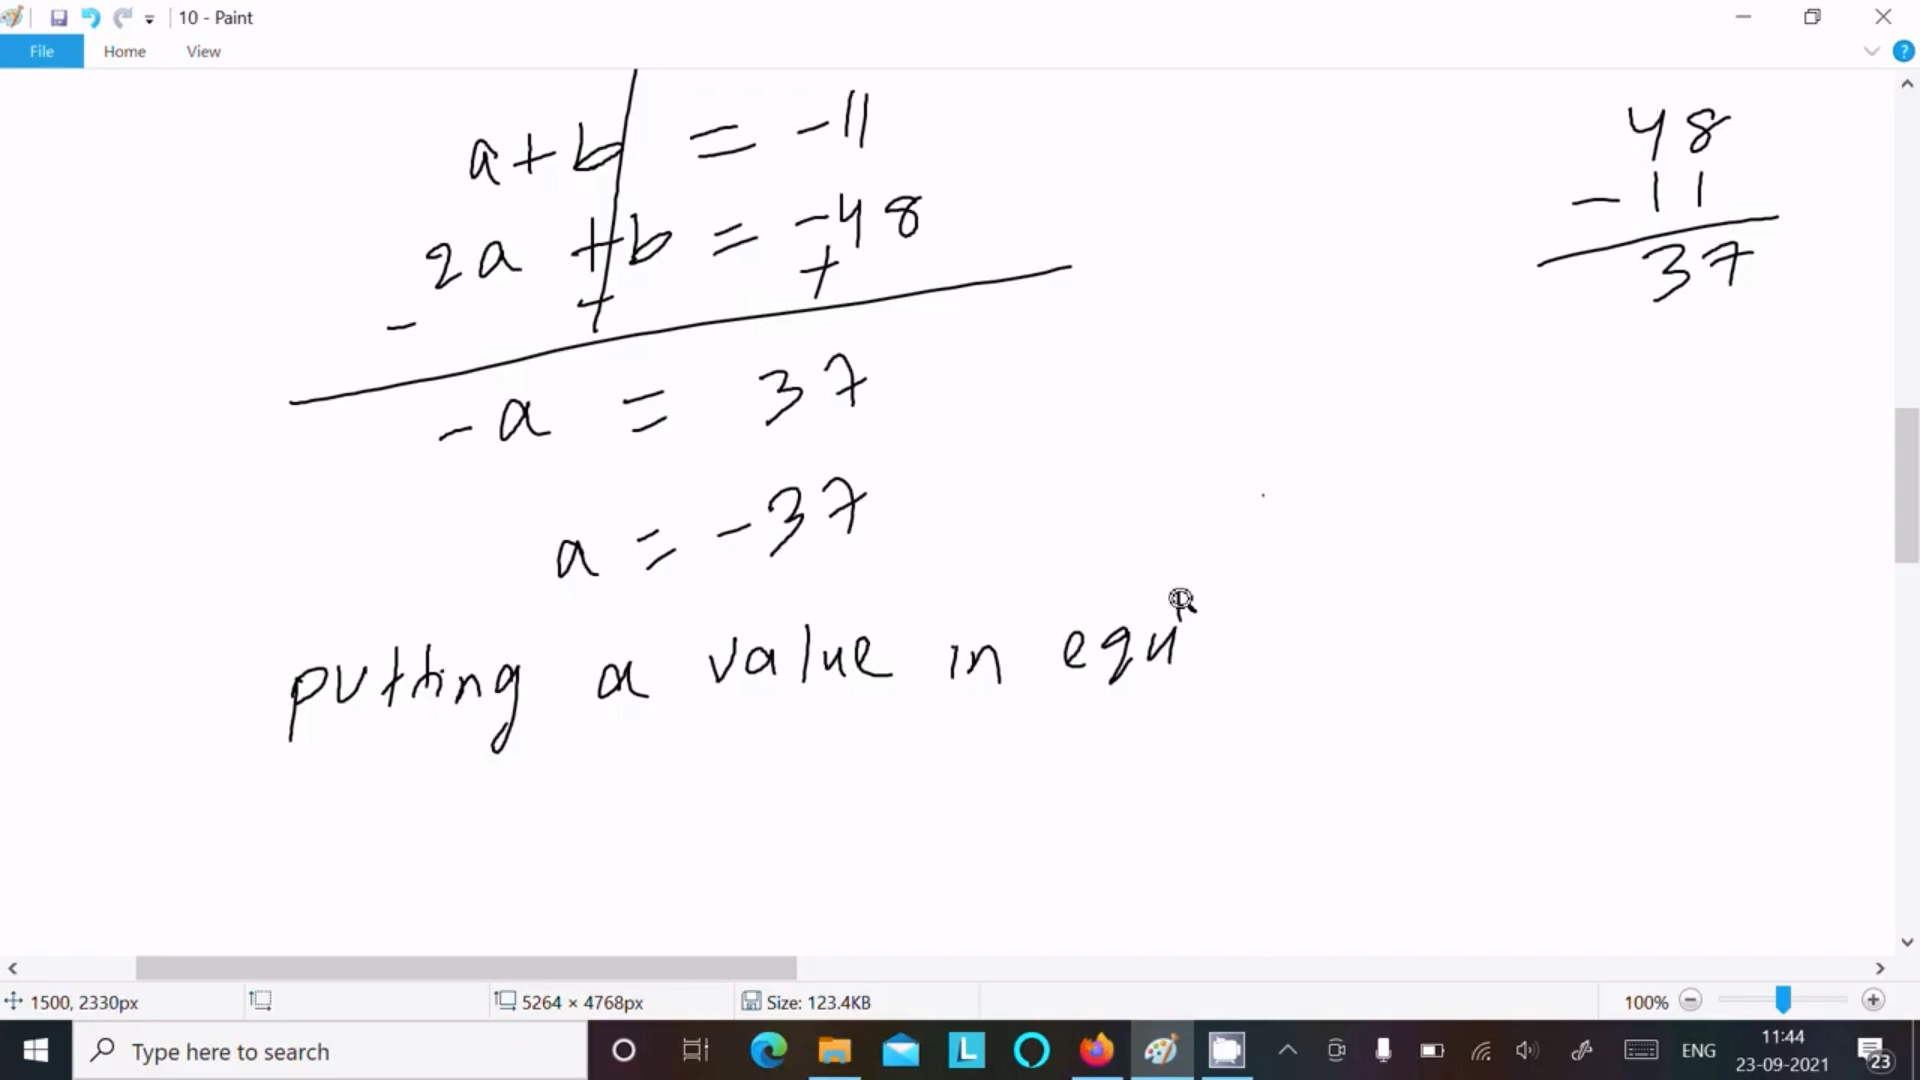 10 - Paint
File Home View
a+b = -11
2a +b = -48
- + +
-a = 37
a = -37
putting a value in equ
48
-11
37
1500, 2330px 5264 × 4768px Size: 123.4KB 100%
Type here to search
L
ENG
11:44
23-09-2021
23